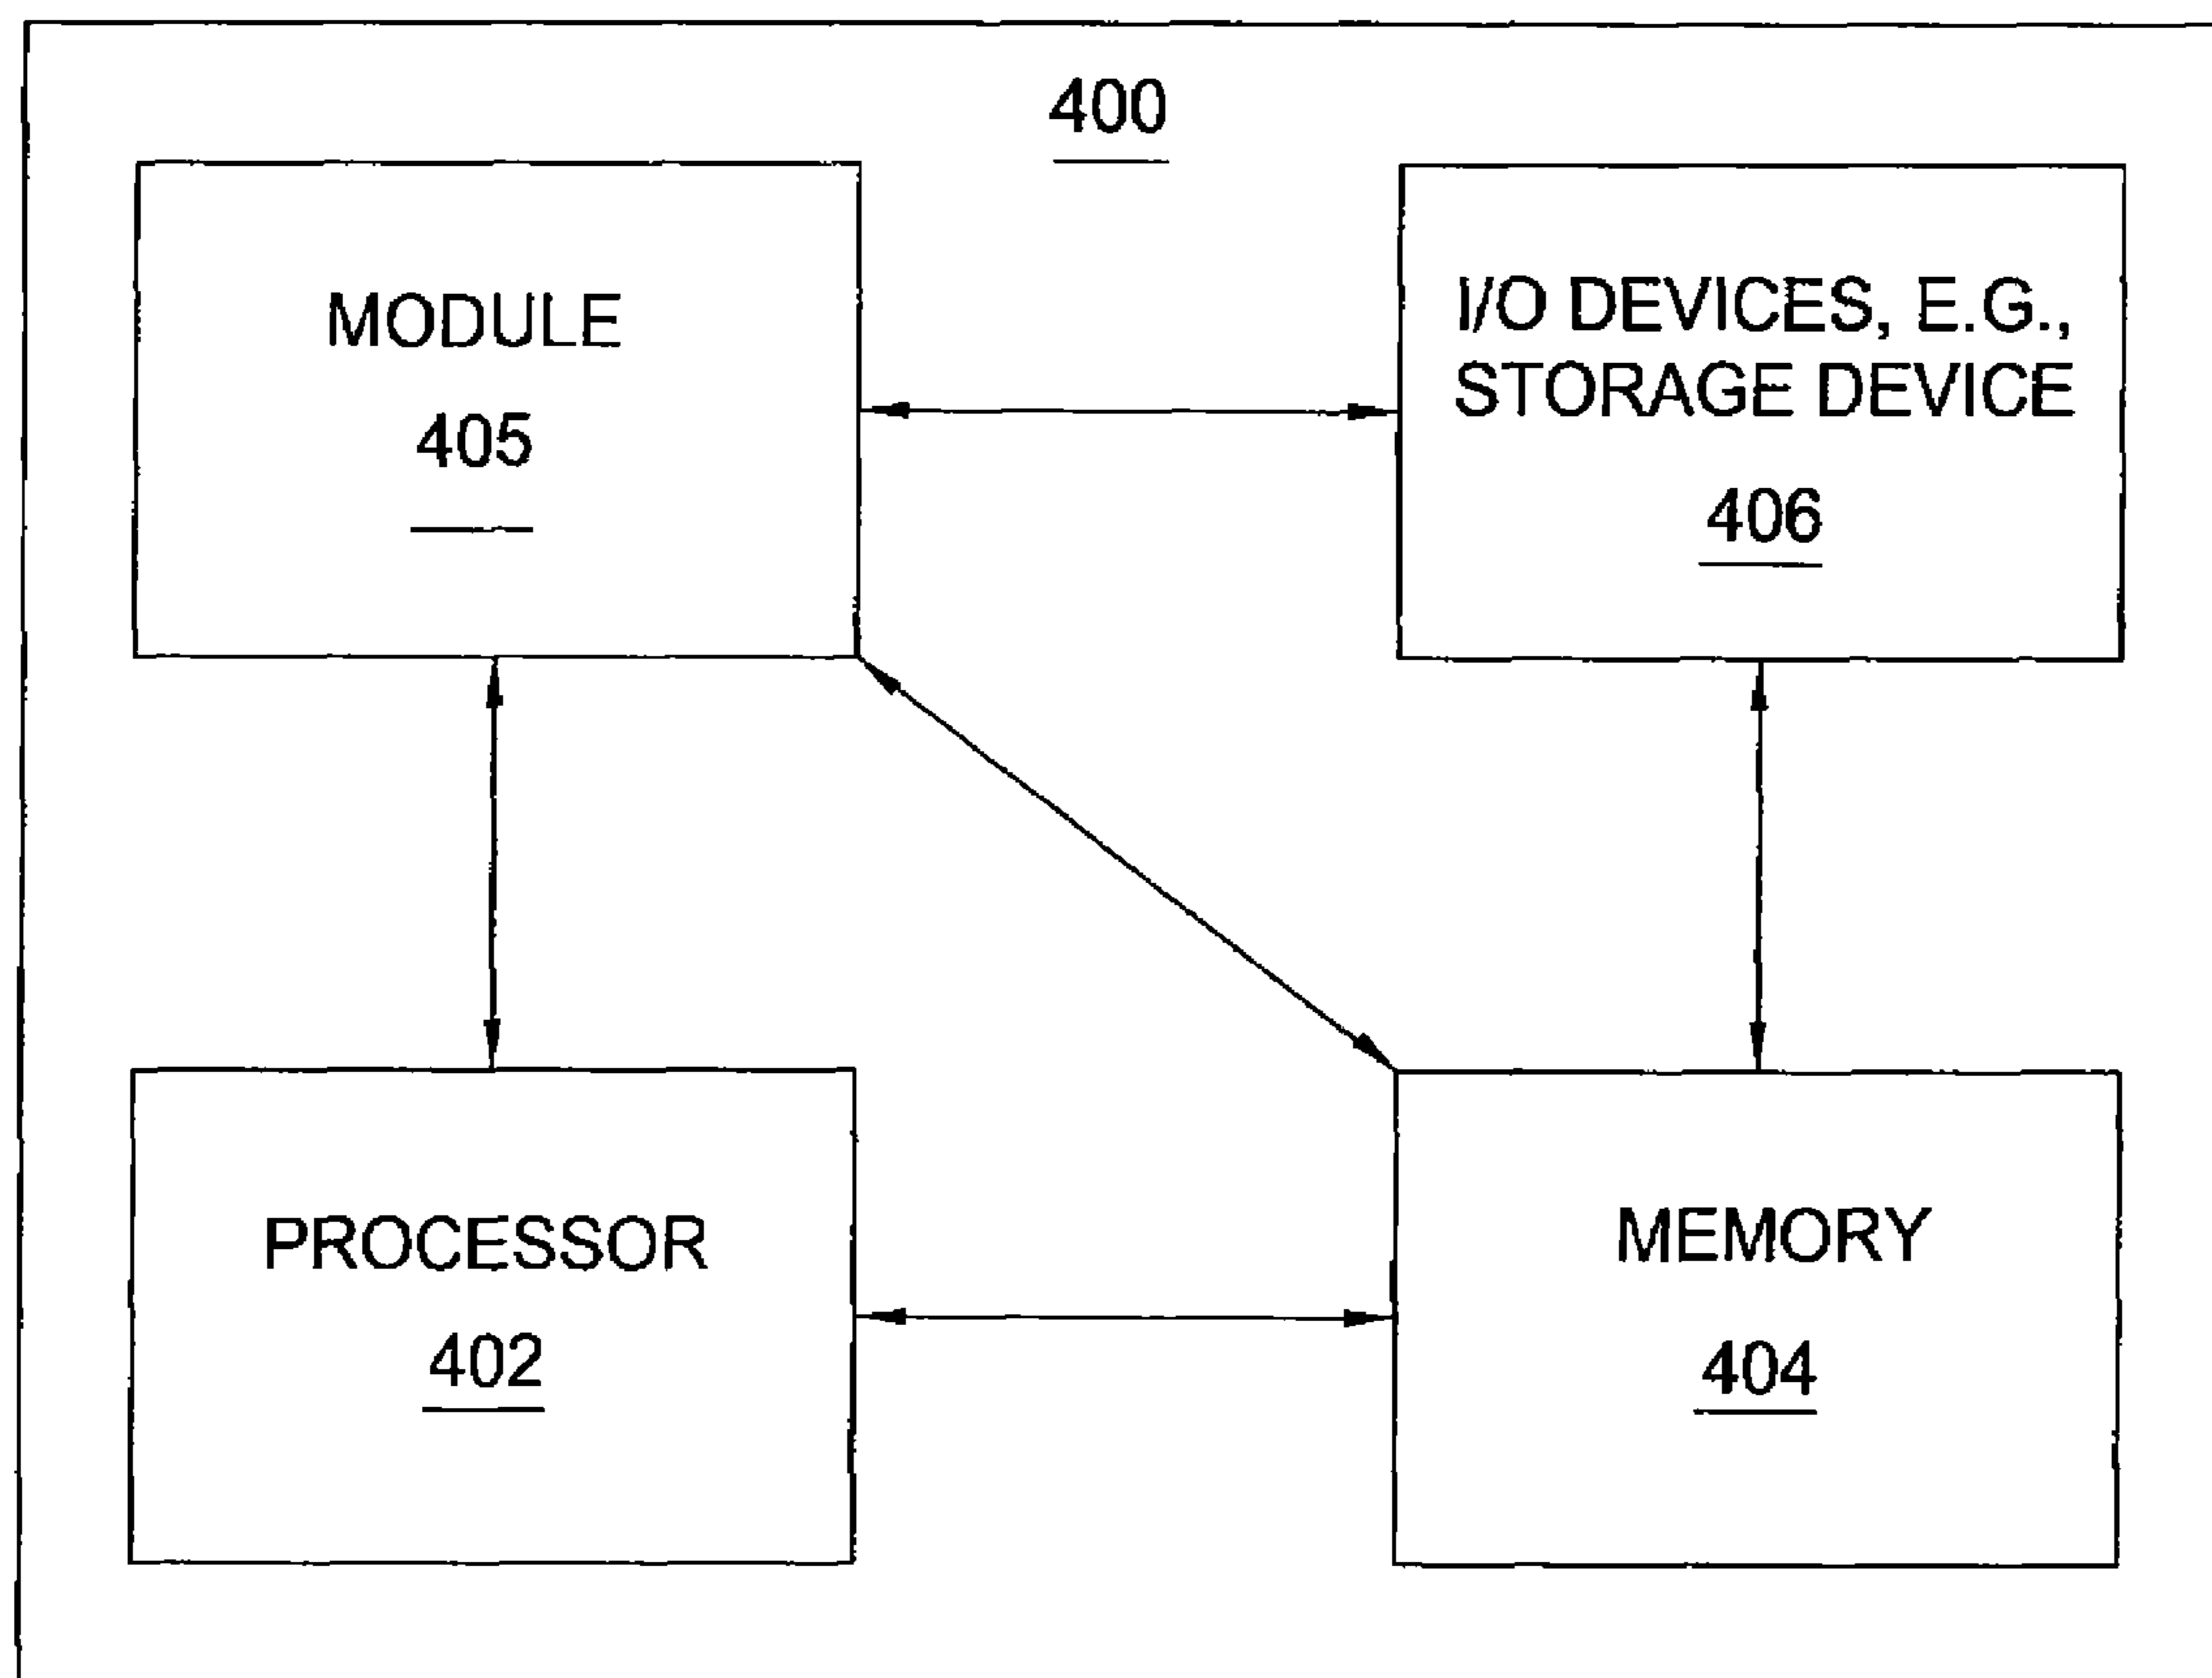 400
MODULE
405
I/O DEVICES, E.G.,
STORAGE DEVICE
406
PROCESSOR
402
MEMORY
404